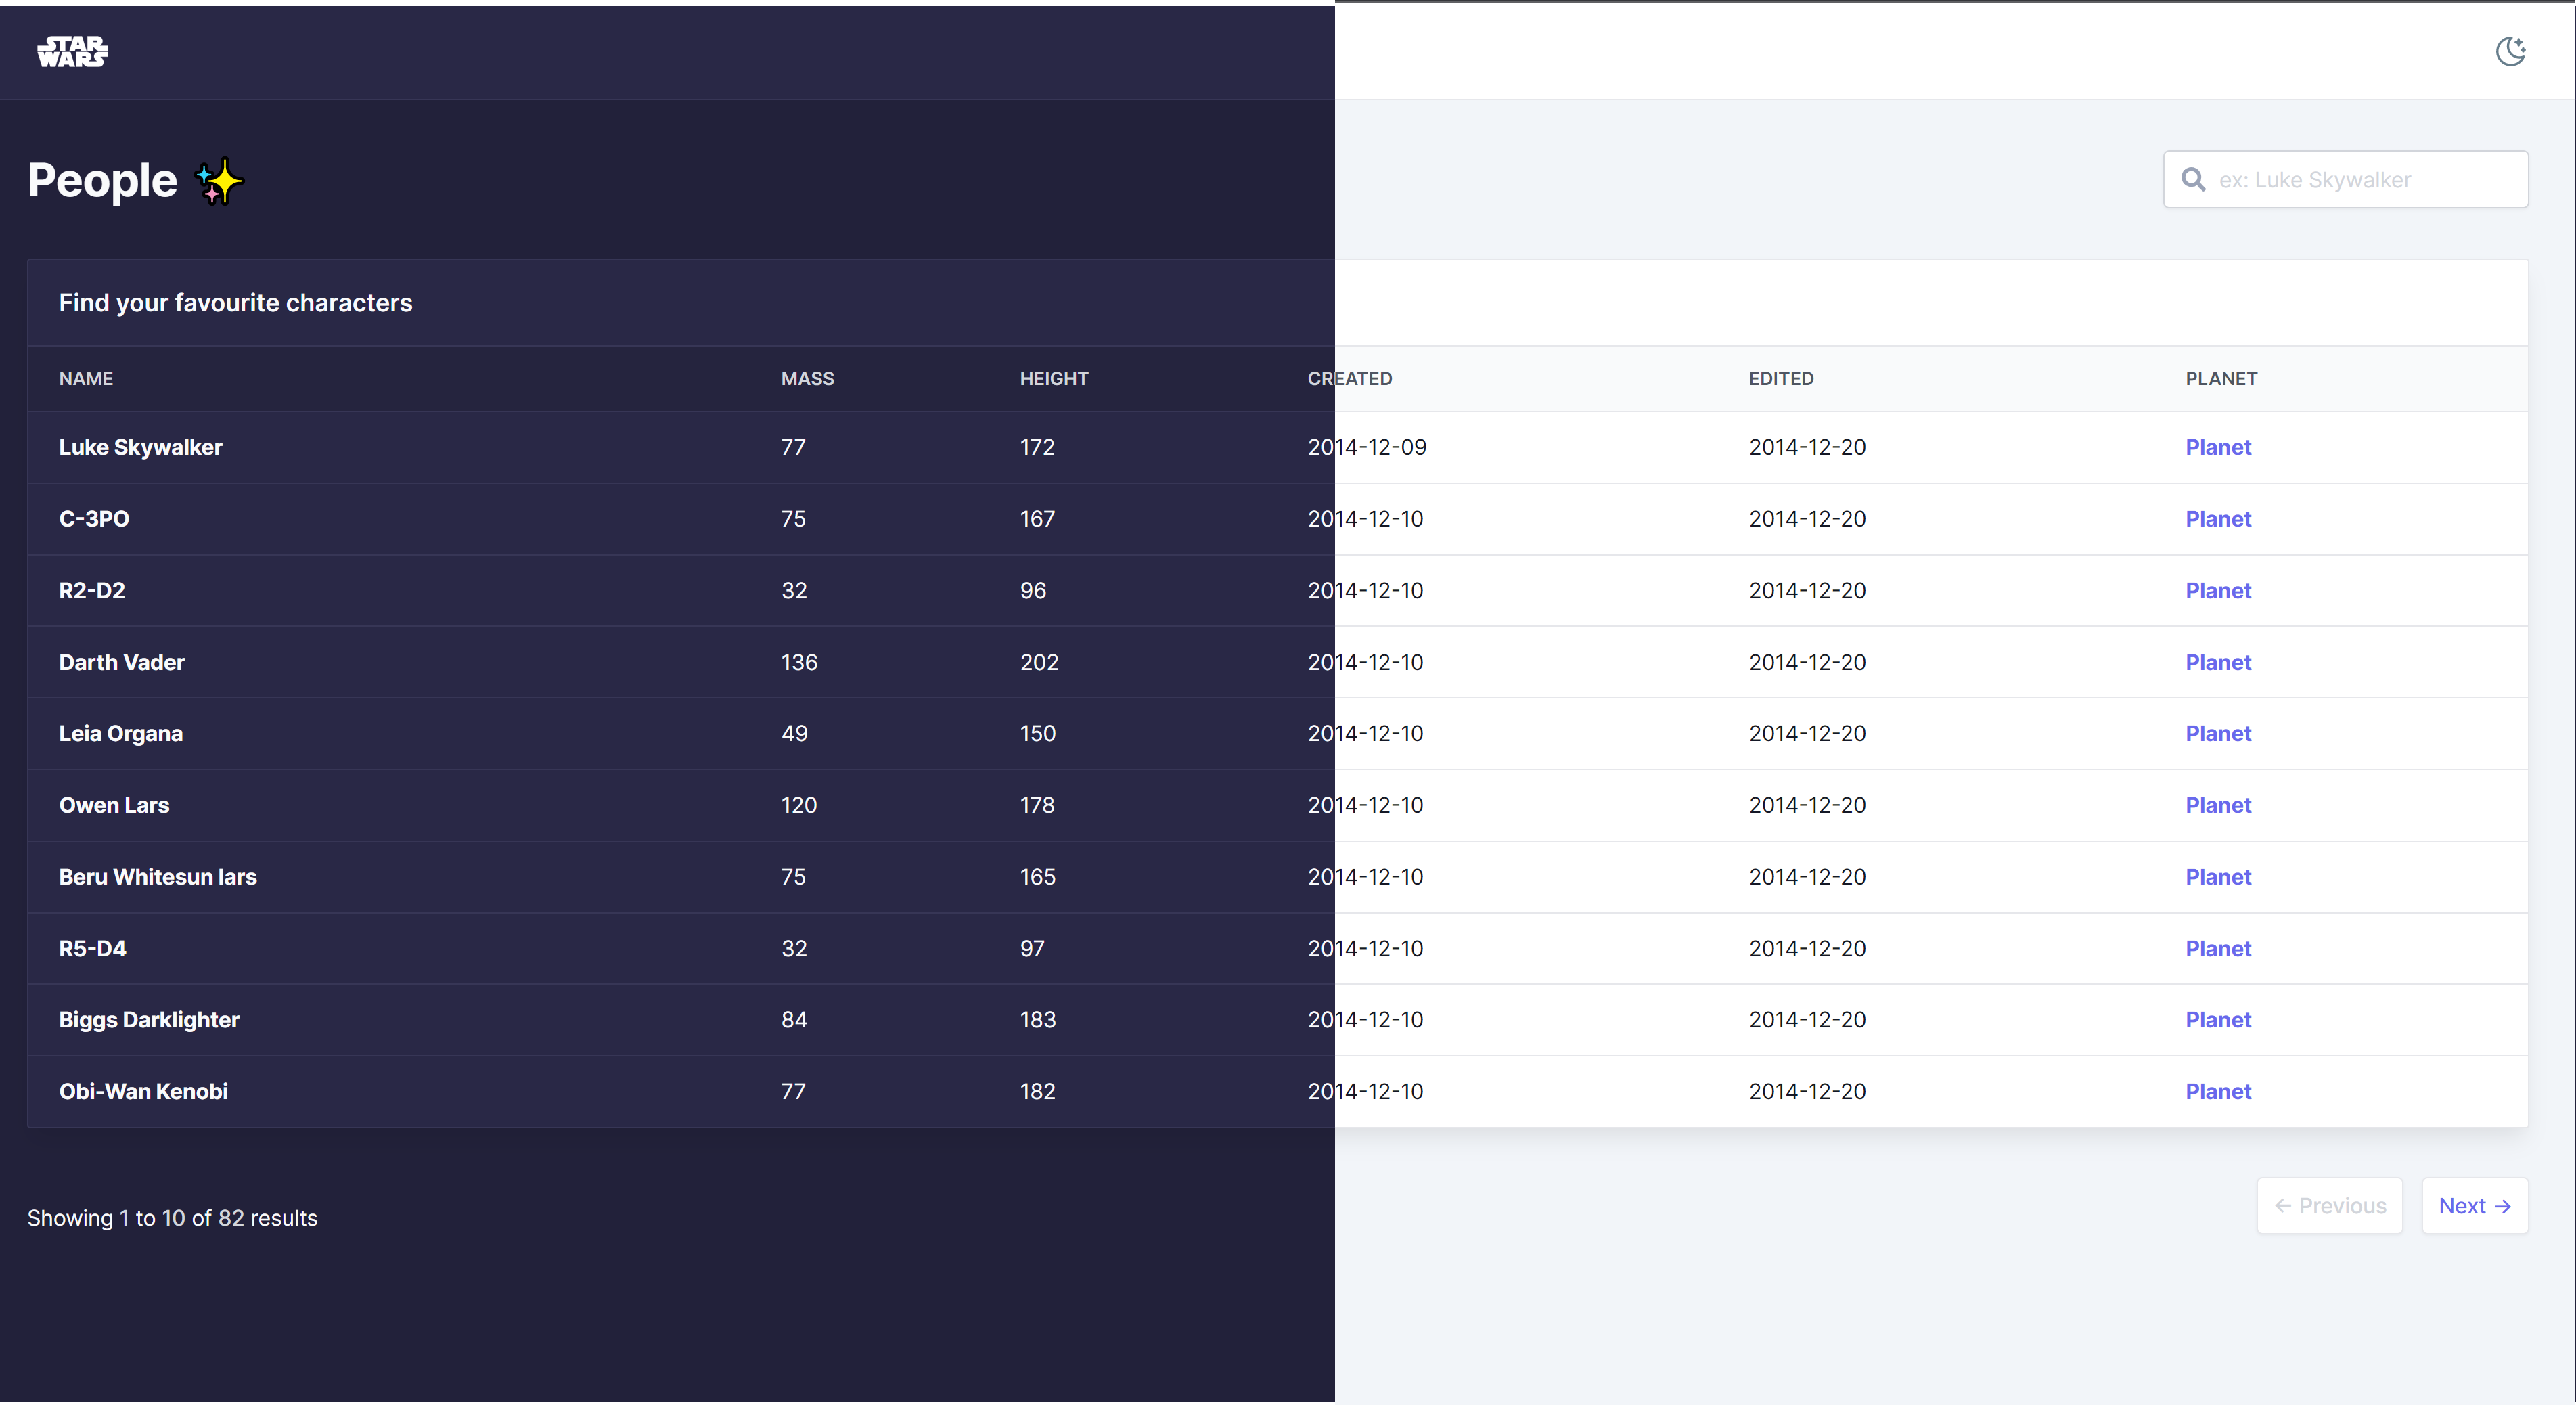 STAR WARS
People
ex: Luke Skywalker
Find your favourite characters
NAME MASS HEIGHT CREATED EDITED PLANET
Luke Skywalker 77 172 2014-12-09 2014-12-20 Planet
C-3PO 75 167 2014-12-10 2014-12-20 Planet
R2-D2 32 96 2014-12-10 2014-12-20 Planet
Darth Vader 136 202 2014-12-10 2014-12-20 Planet
Leia Organa 49 150 2014-12-10 2014-12-20 Planet
Owen Lars 120 178 2014-12-10 2014-12-20 Planet
Beru Whitesun lars 75 165 2014-12-10 2014-12-20 Planet
R5-D4 32 97 2014-12-10 2014-12-20 Planet
Biggs Darklighter 84 183 2014-12-10 2014-12-20 Planet
Obi-Wan Kenobi 77 182 2014-12-10 2014-12-20 Planet
Showing 1 to 10 of 82 results
← Previous Next →